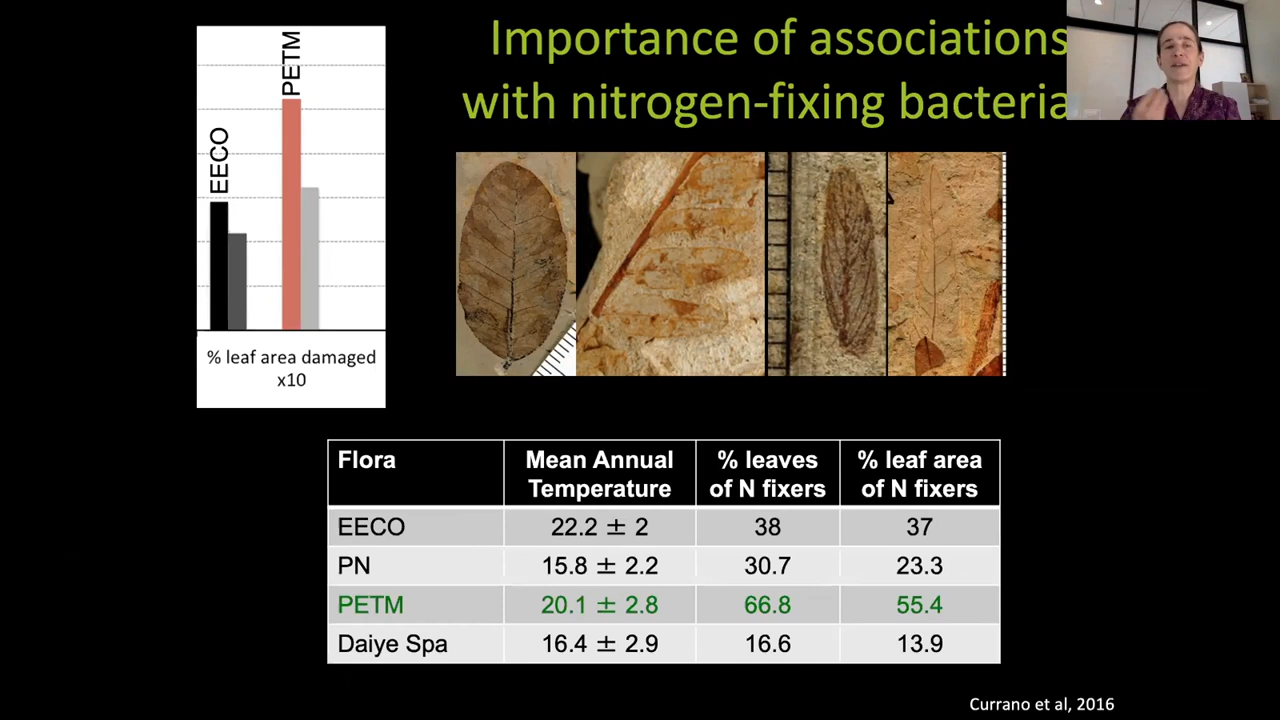 Importance of associations
with nitrogen-fixing bacteria
EECO
PETM
% leaf area damaged
x10
Flora
Mean Annual
Temperature
% leaves
of N fixers
% leaf area
of N fixers
EECO 22.2 ± 2 38 37
PN 15.8 ± 2.2 30.7 23.3
PETM 20.1 ± 2.8 66.8 55.4
Daiye Spa 16.4 ± 2.9 16.6 13.9
Currano et al, 2016